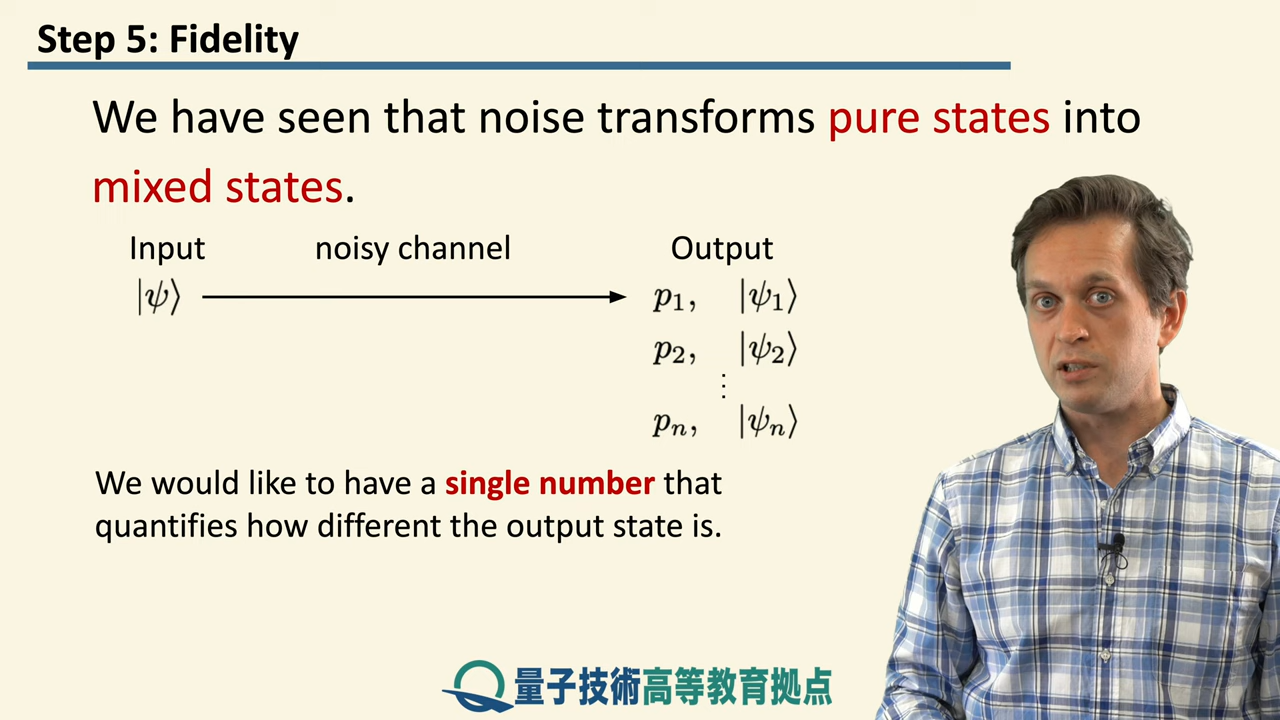 Step 5: Fidelity
We have seen that noise transforms pure states into
mixed states.
Input noisy channel Output
|ψ⟩ p₁, |ψ₁⟩
p₂, |ψ₂⟩
⋮
pₙ, |ψₙ⟩
We would like to have a single number that
quantifies how different the output state is.
量子技術高等教育拠点